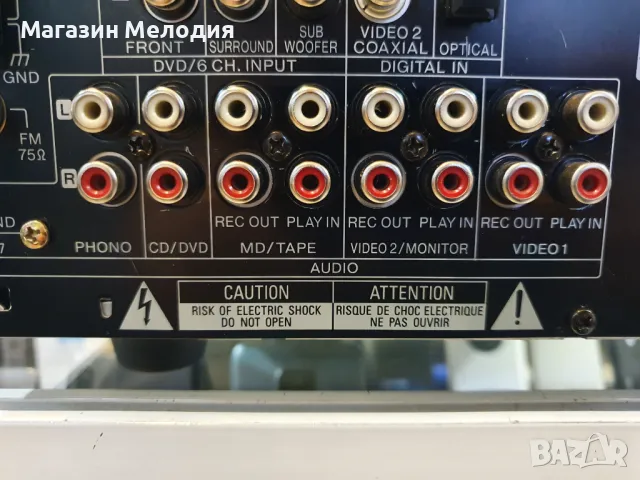 Магазин Мелодия
FRONT
SURROUND
SUB
WOOFER
VIDEO 2
COAXIAL
OPTICAL
DVD/6 CH. INPUT
DIGITAL IN
GND
FM
75Ω
L
R
REC OUT PLAY IN
REC OUT PLAY IN
REC OUT PLAY IN
PHONO
CD/DVD
MD/TAPE
VIDEO 2/MONITOR
VIDEO 1
AUDIO
CAUTION
RISK OF ELECTRIC SHOCK
DO NOT OPEN
ATTENTION
RISQUE DE CHOC ELECTRIQUE
NE PAS OUVRIR
BAZAR